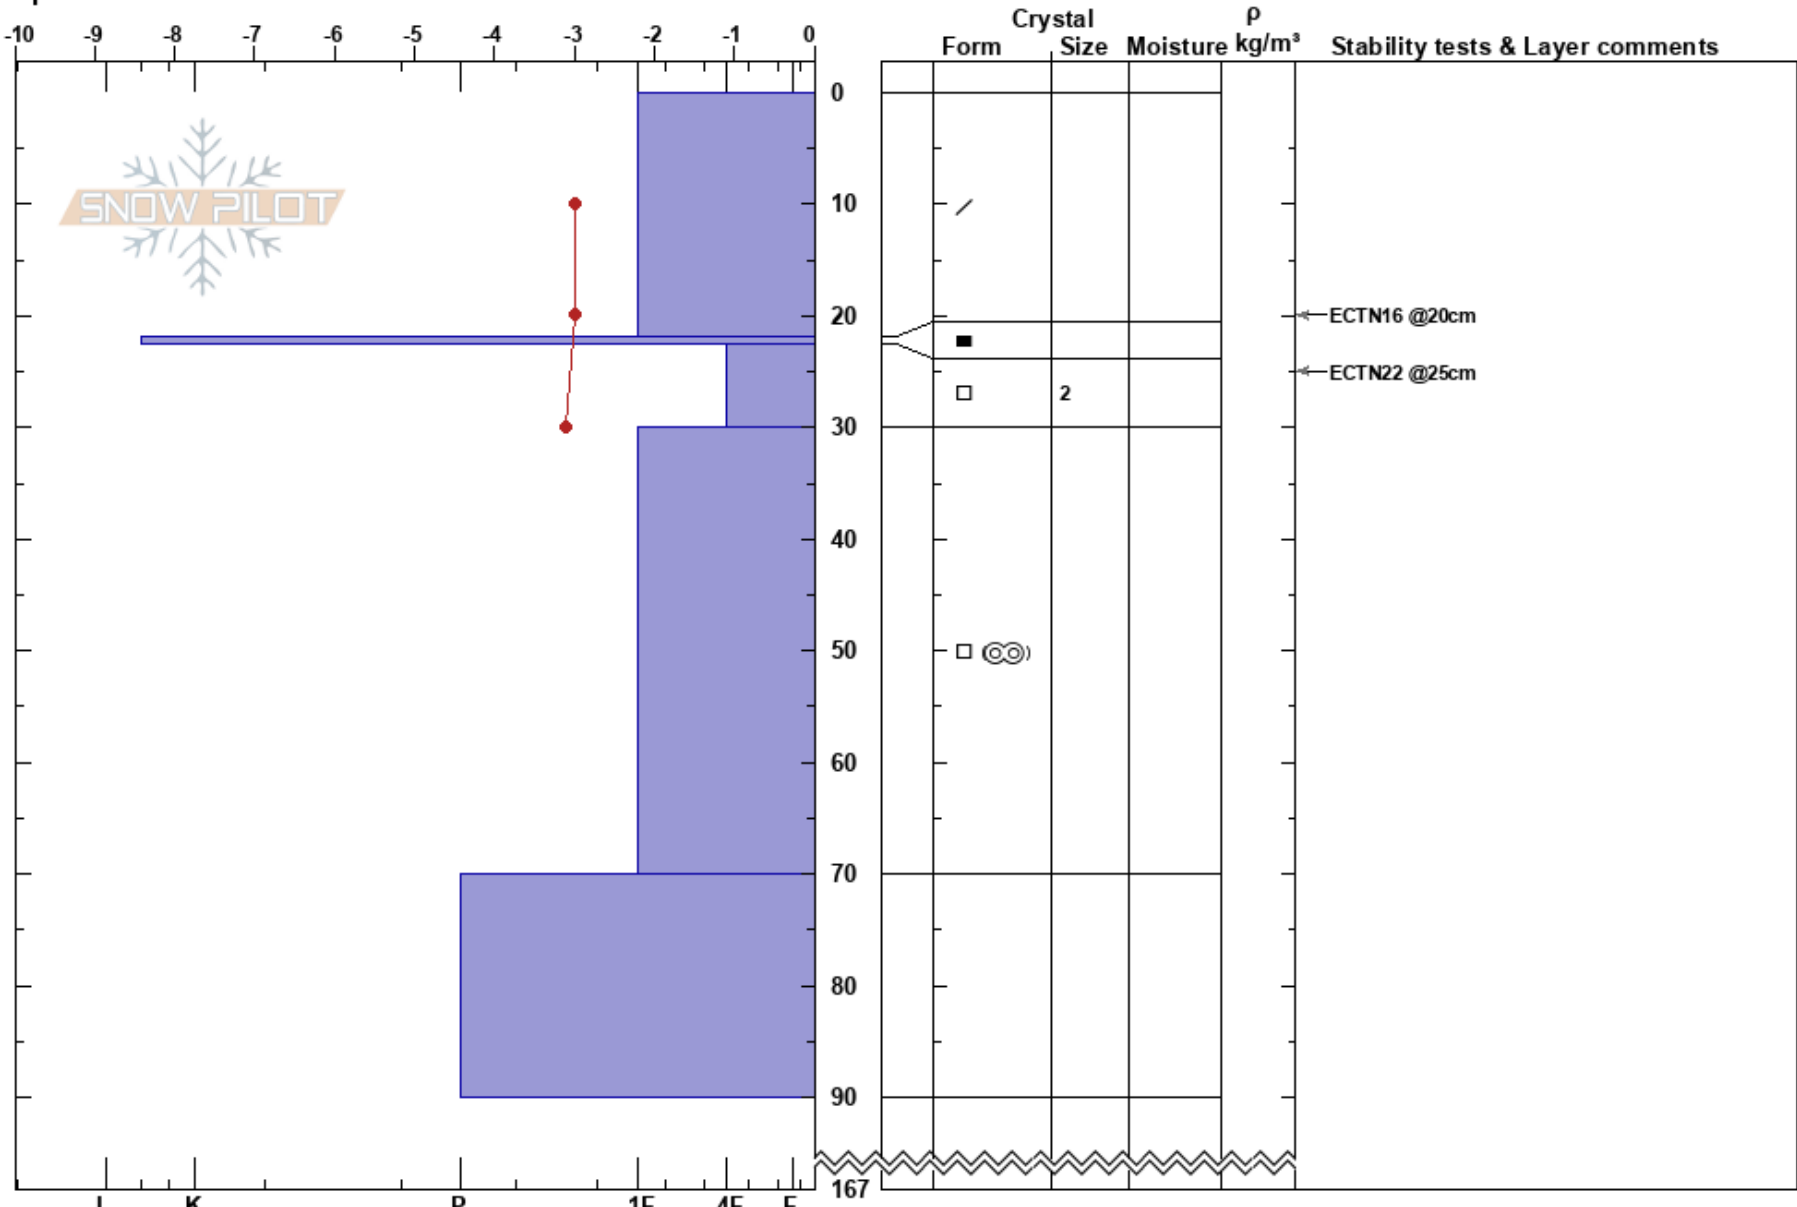 Crystal ρ
-10 -9 -8 -7 -6 -5 -4 -3 -2 -1 0 Form Size Moisture kg/m³ Stability tests & Layer comments
0
SNOW PILOT
10
20 ECTN16 @20cm
ECTN22 @25cm
2
30
40
50
60
70
80
90
167
K P 1F 4F F